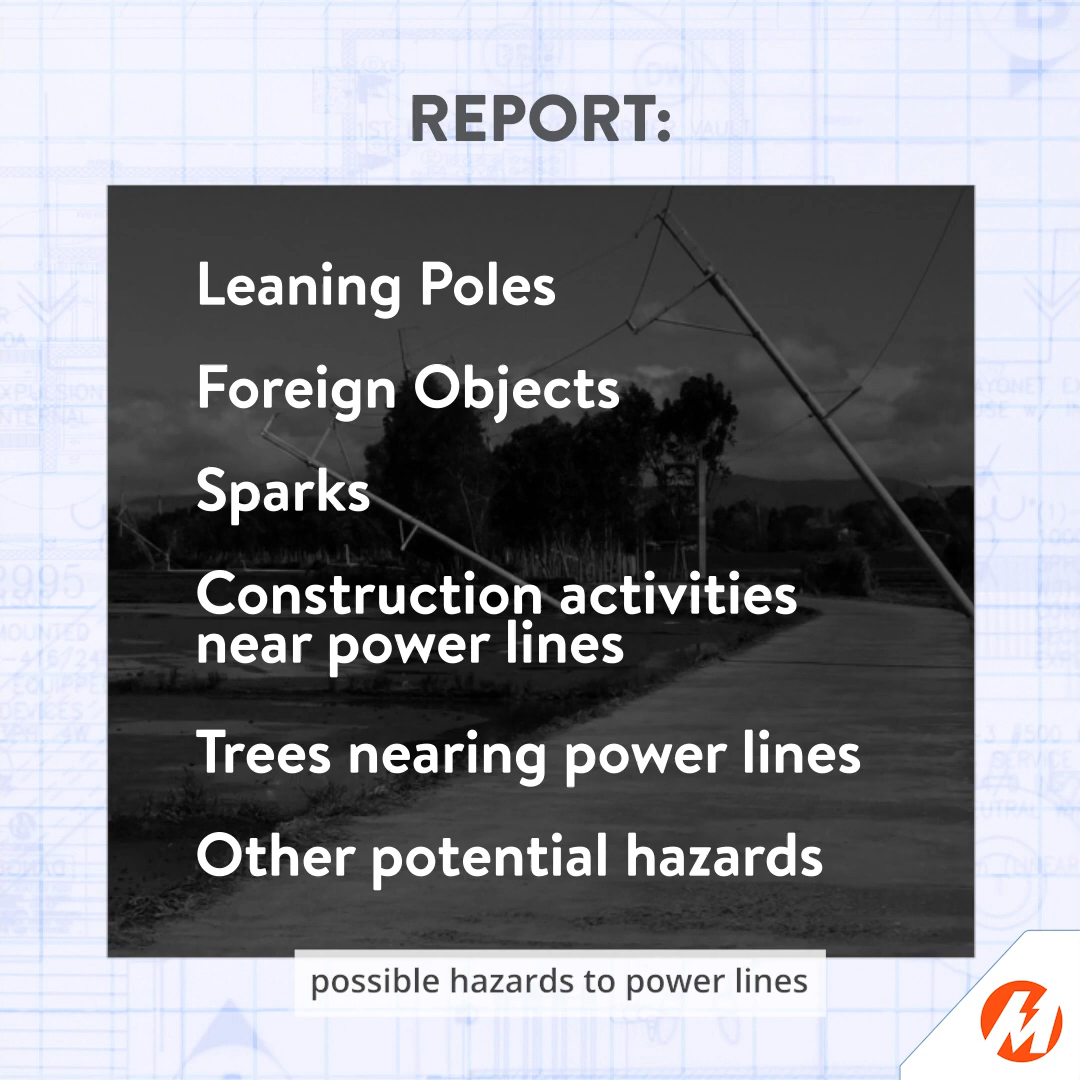 REPORT:
Leaning Poles
Foreign Objects
Sparks
Construction activities
near power lines
Trees nearing power lines
Other potential hazards
possible hazards to power lines